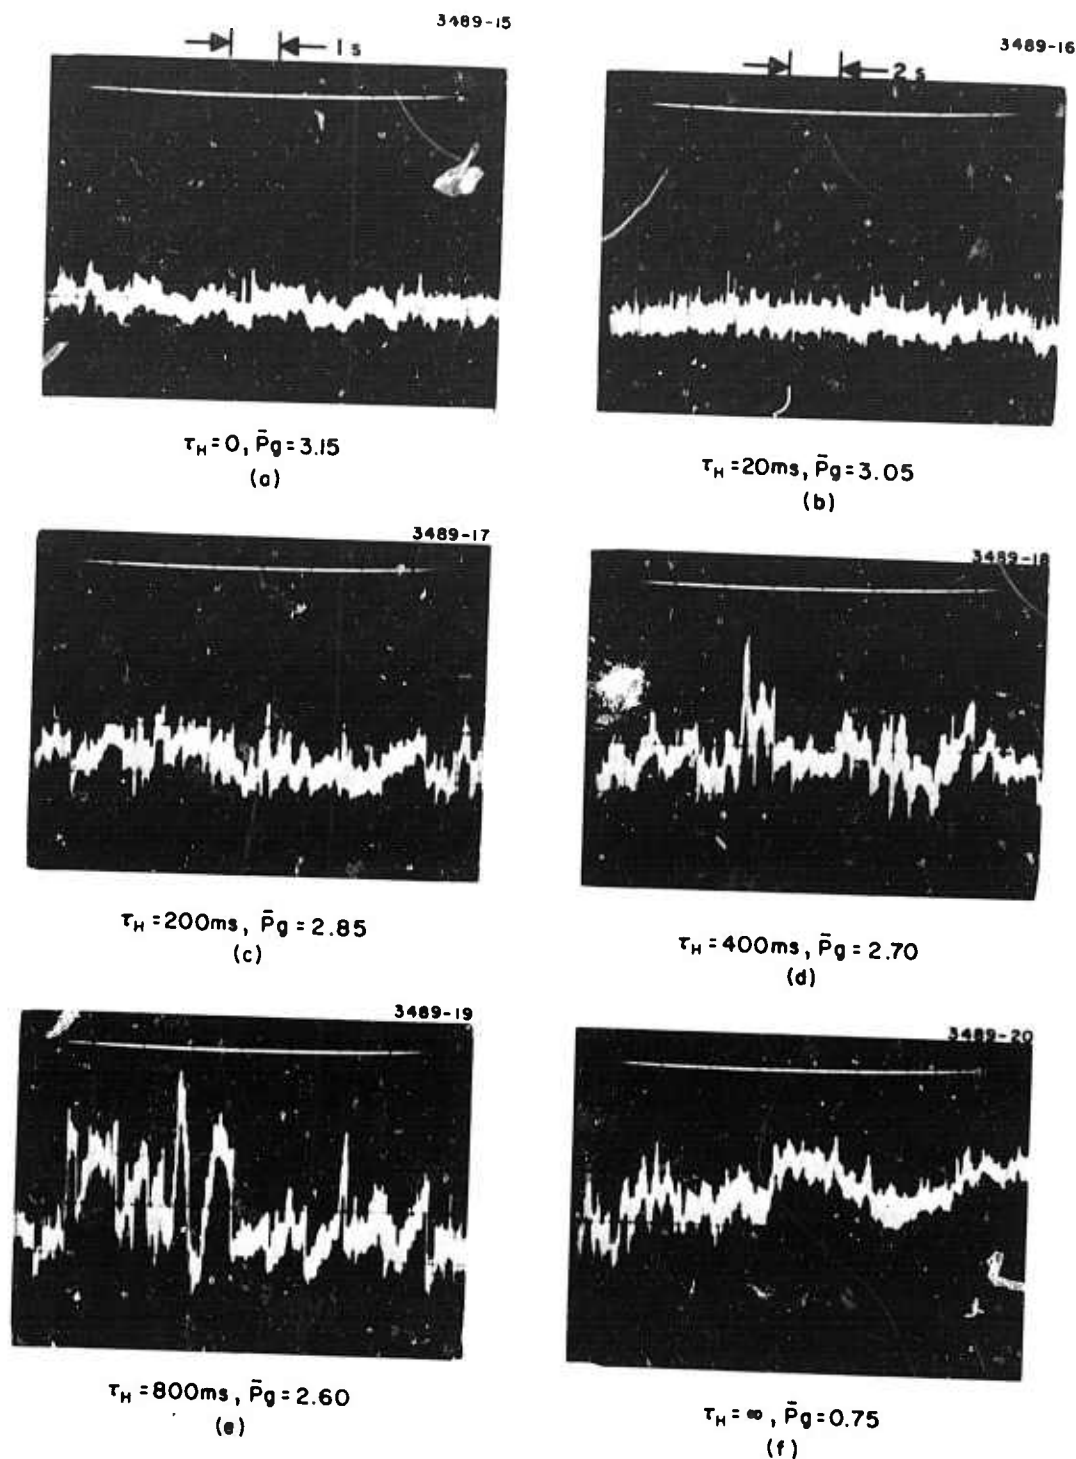 3489-15
1 s
3489-16
2 s
τH = 0, P̄g = 3.15
(a)
τH = 20ms, P̄g = 3.05
(b)
3489-17
3489-18
τH = 200ms, P̄g = 2.85
(c)
τH = 400ms, P̄g = 2.70
(d)
3489-19
3489-20
τH = 800ms, P̄g = 2.60
(e)
τH = ∞, P̄g = 0.75
(f)